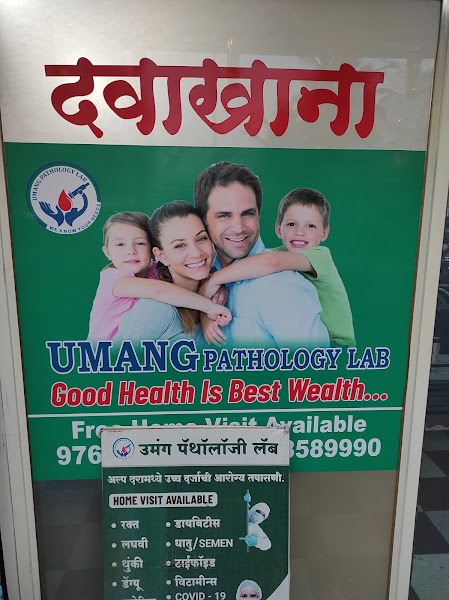 दवाखाना
UMANG PATHOLOGY LAB
WE KNOW YOUR NEEDS
UMANG PATHOLOGY LAB
Good Health Is Best Wealth...
Free Home Visit Available
976 8589990
उमंग पॅथॉलॉजी लॅब
अल्प दरामध्ये उच्च दर्जाची आरोग्य तपासणी.
HOME VISIT AVAILABLE
• रक्त
• लघवी
• थुंकी
• डेंग्यू
• डायबिटीस
• धातु/SEMEN
• टाईफॉइड
• विटामीन्स
COVID - 19